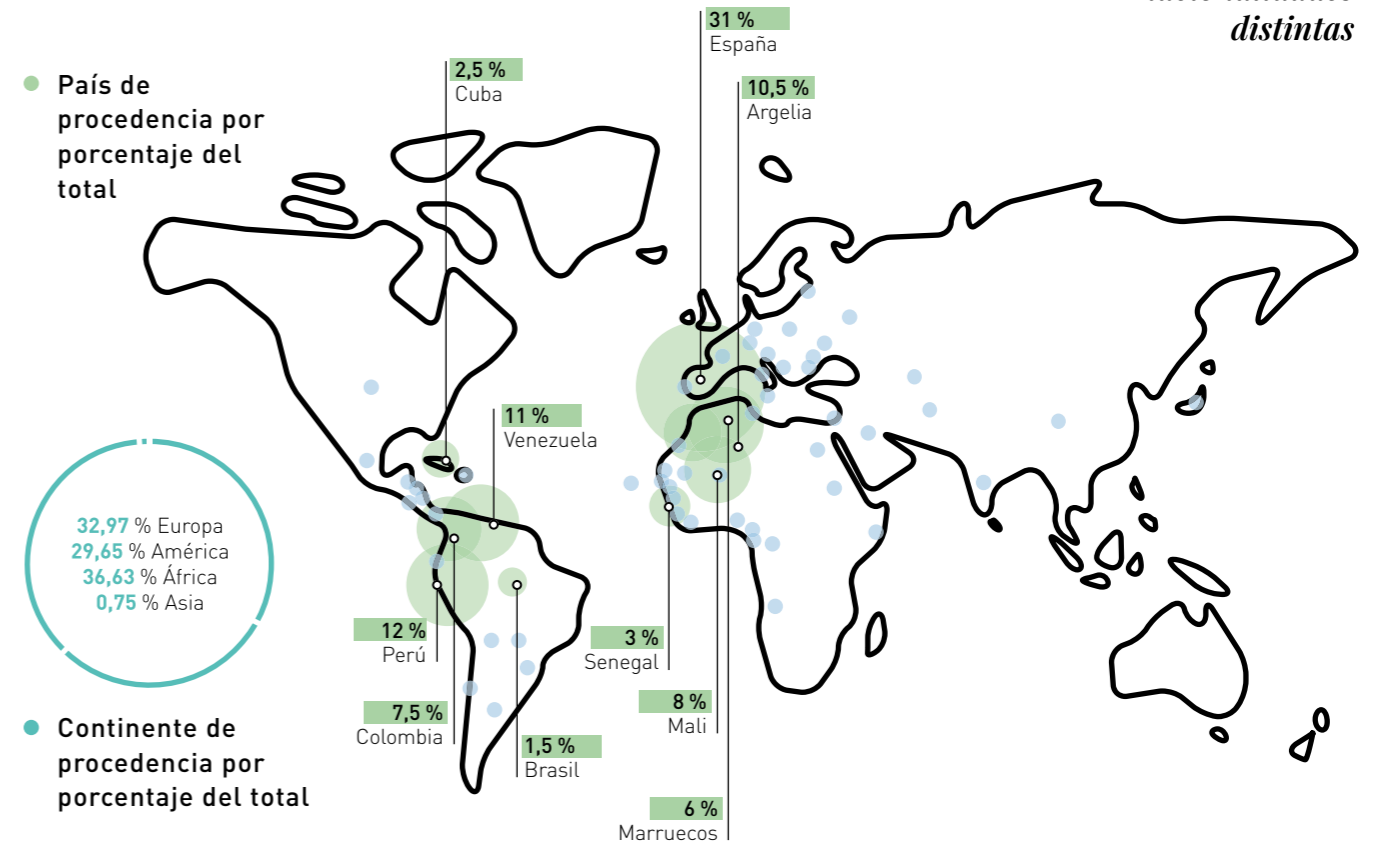 distintas
País de
procedencia por
porcentaje del
total
31 %
España
2,5 %
Cuba
10,5 %
Argelia
11 %
Venezuela
32,97 % Europa
29,65 % América
36,63 % África
0,75 % Asia
12 %
Perú
3 %
Senegal
7,5 %
Colombia
8 %
Mali
1,5 %
Brasil
6 %
Marruecos
Continente de
procedencia por
porcentaje del total